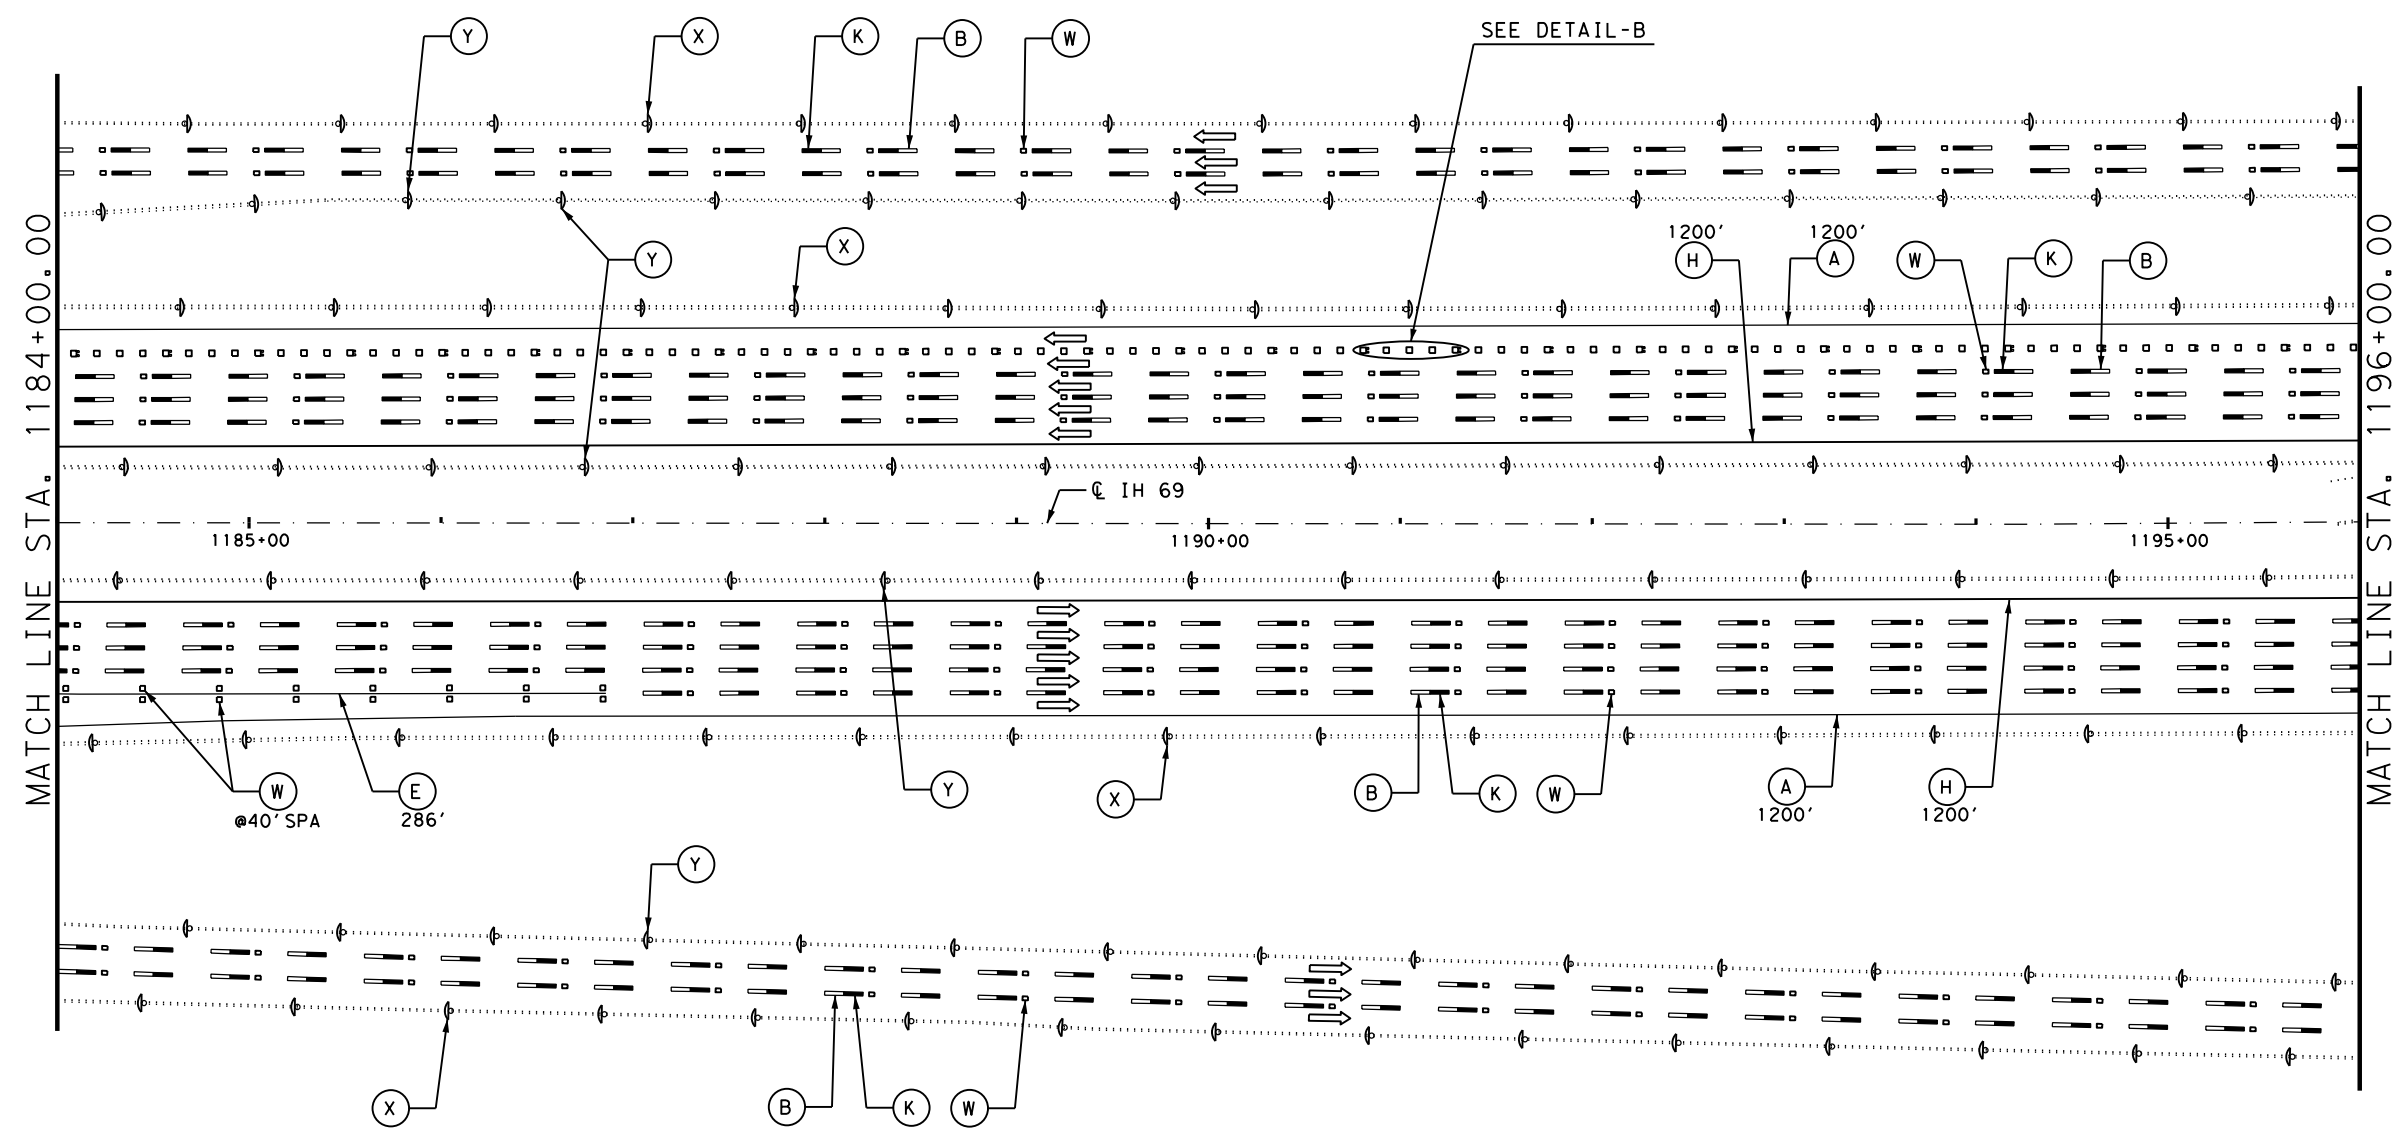 SEE DETAIL-B
Y
X
K
B
W
Y
X
1200'
H
1200'
A
W
K
B
MATCH LINE STA. 1184+00.00
MATCH LINE STA. 1196+00.00
℄ IH 69
1185+00
1190+00
1195+00
W
@40'SPA
E
286'
Y
X
B
K
W
A
1200'
H
1200'
Y
X
B
K
W